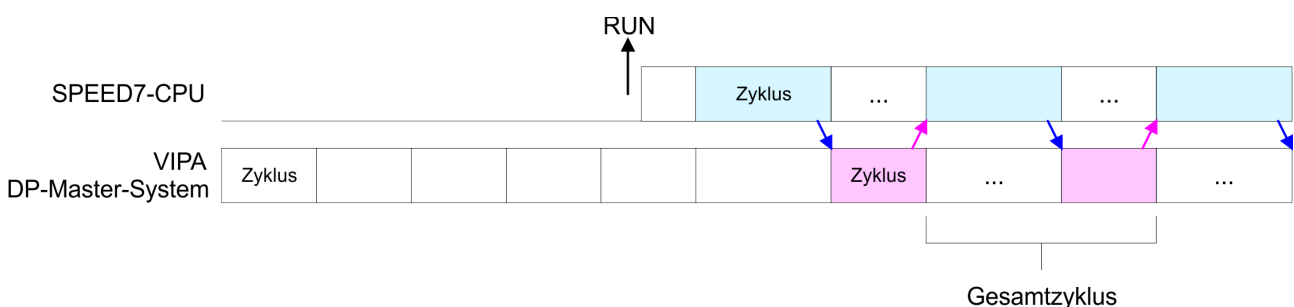 RUN
SPEED7-CPU
Zyklus
...
...
VIPA
DP-Master-System
Zyklus
Zyklus
...
...
Gesamtzyklus